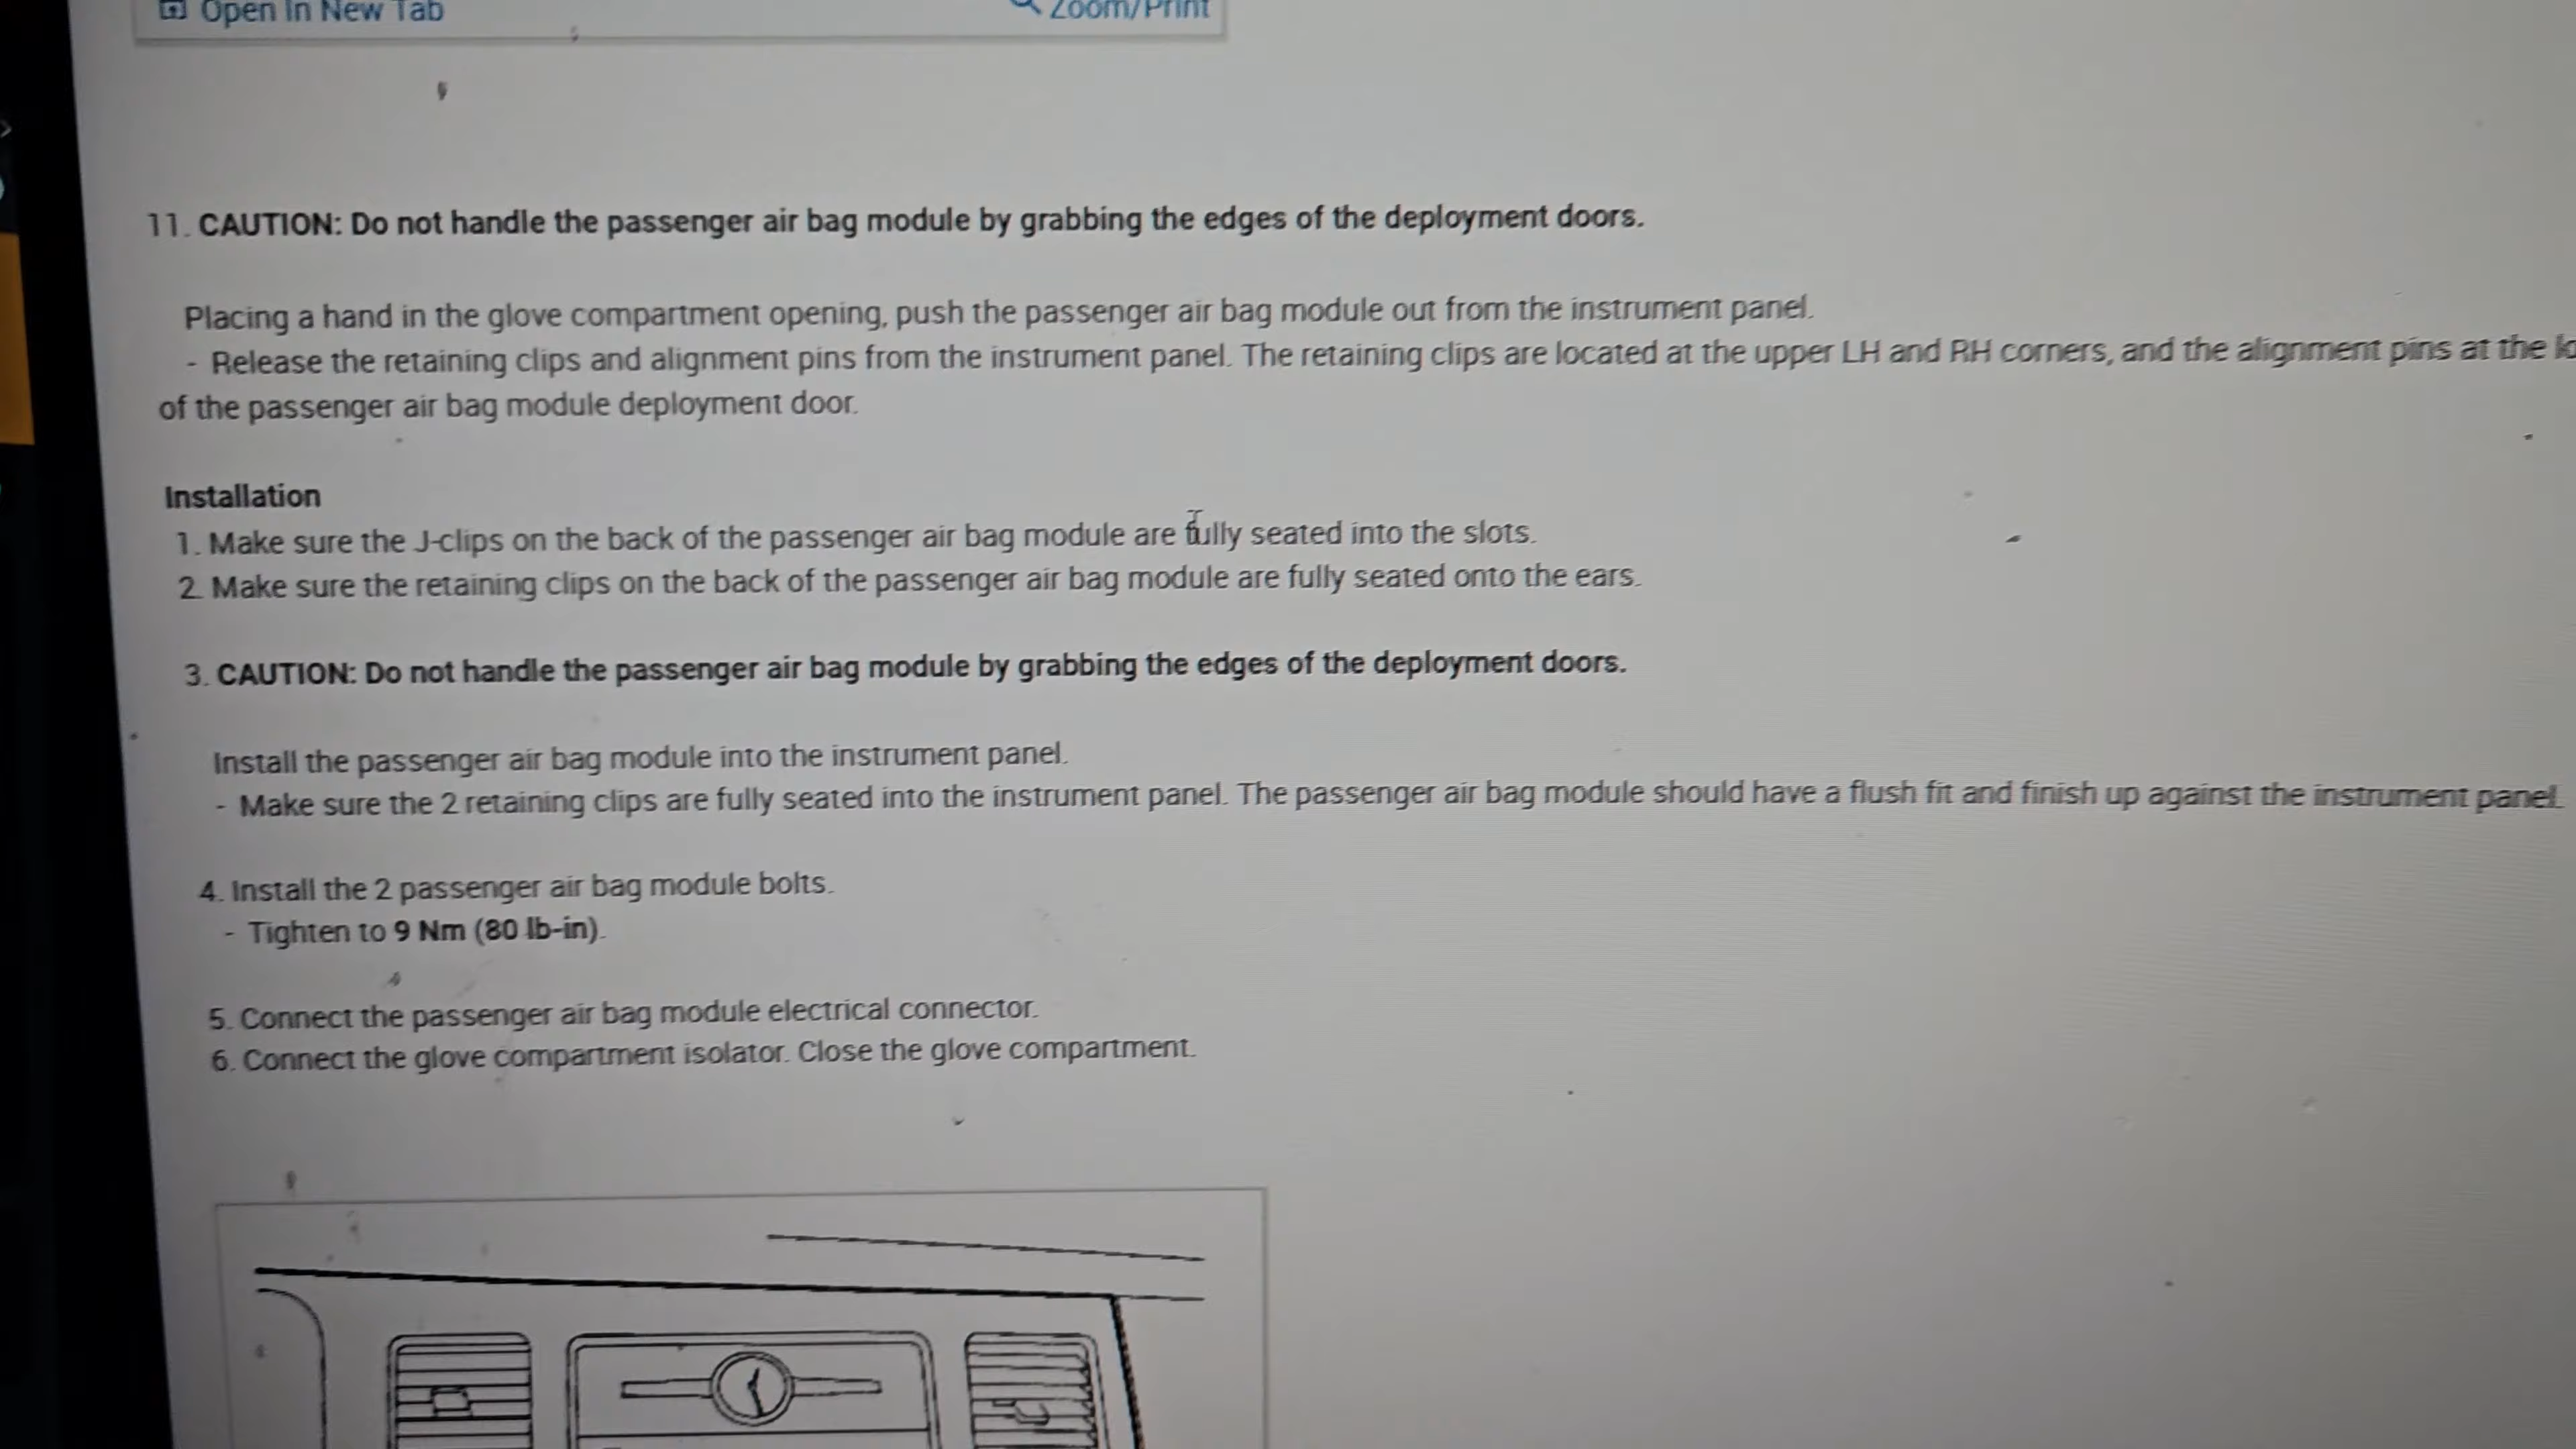 Open In New Tab
Zoom/Print
11. CAUTION: Do not handle the passenger air bag module by grabbing the edges of the deployment doors.
Placing a hand in the glove compartment opening, push the passenger air bag module out from the instrument panel.
- Release the retaining clips and alignment pins from the instrument panel. The retaining clips are located at the upper LH and RH corners, and the alignment pins at the
of the passenger air bag module deployment door.
Installation
1. Make sure the J-clips on the back of the passenger air bag module are fully seated into the slots.
2. Make sure the retaining clips on the back of the passenger air bag module are fully seated onto the ears.
3. CAUTION: Do not handle the passenger air bag module by grabbing the edges of the deployment doors.
Install the passenger air bag module into the instrument panel.
- Make sure the 2 retaining clips are fully seated into the instrument panel. The passenger air bag module should have a flush fit and finish up against the instrument panel.
4. Install the 2 passenger air bag module bolts.
- Tighten to 9 Nm (80 lb-in).
5. Connect the passenger air bag module electrical connector.
6. Connect the glove compartment isolator. Close the glove compartment.